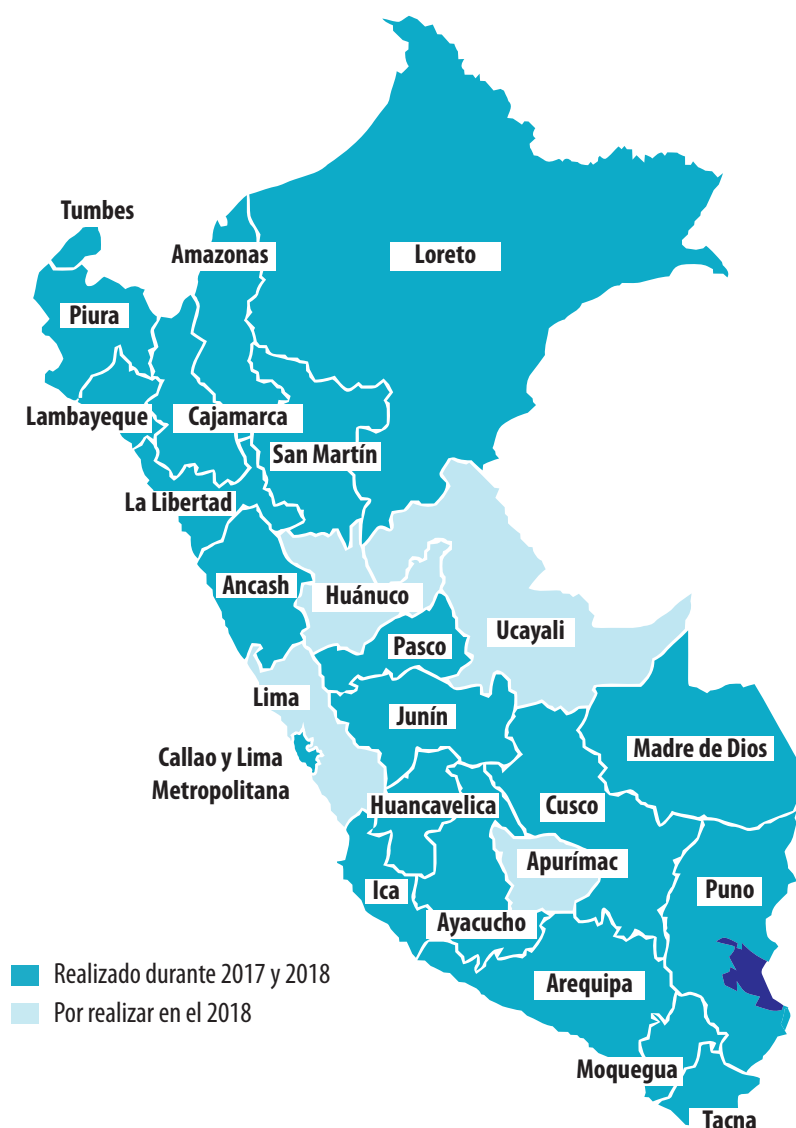 Tumbes
Amazonas
Loreto
Piura
Lambayeque
Cajamarca
San Martín
La Libertad
Ancash
Huánuco
Ucayali
Pasco
Lima
Junín
Callao y Lima
Metropolitana
Madre de Dios
Huancavelica
Cusco
Apurímac
Ica
Puno
Ayacucho
Realizado durante 2017 y 2018
Arequipa
Por realizar en el 2018
Moquegua
Tacna